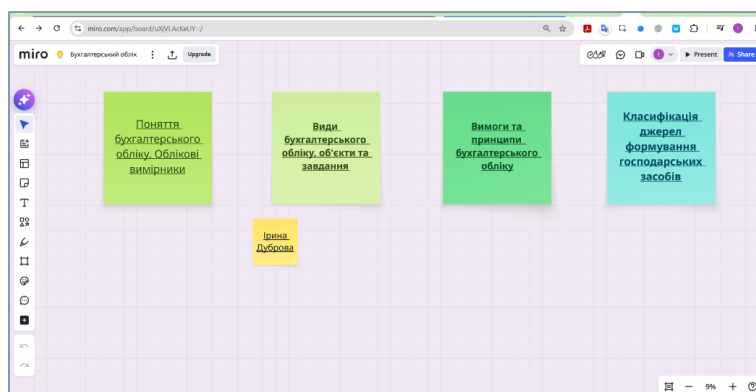 miro.com/app/board/uXjVLAcKeUY=/
miro
Бухгалтерський облік
Upgrade
Present
Share
Поняття
бухгалтерського
обліку. Облікові
вимірники
Види
бухгалтерського
обліку, об'єкти та
завдання
Вимоги та
принципи
бухгалтерського
обліку
Класифікація
джерел
формування
господарських
засобів
Ірина
Дуброва
9%